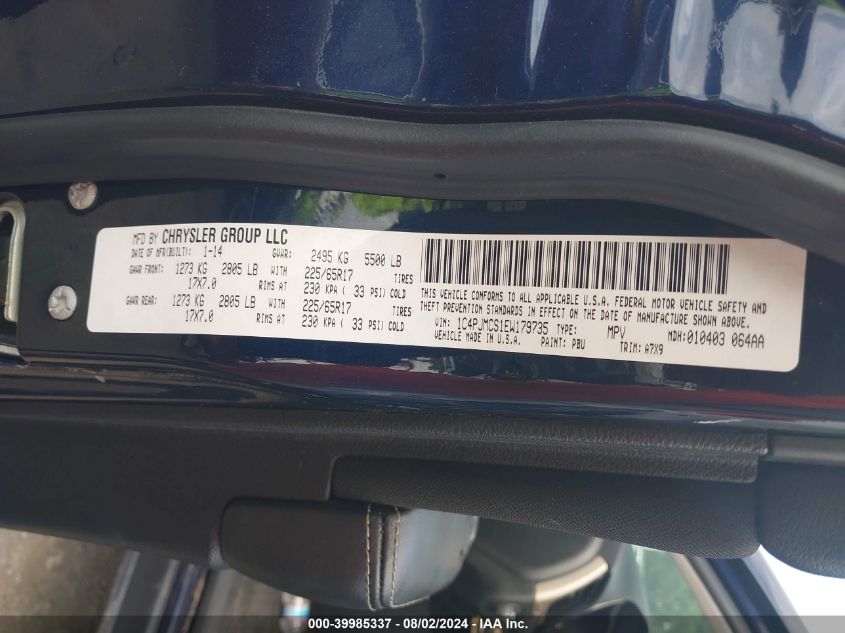 MFD BY CHRYSLER GROUP LLC
DATE OF MFR(BUILT): 1-14 GVWR: 2495 KG 5500 LB
GAWR FRONT: 1273 KG 2805 LB WITH 225/65R17 TIRES
17X7.0 RIMS AT 230 KPA ( 33 PSI) COLD
GAWR REAR: 1273 KG 2805 LB WITH 225/65R17 TIRES
17X7.0 RIMS AT 230 KPA ( 33 PSI) COLD
THIS VEHICLE CONFORMS TO ALL APPLICABLE U.S.A. FEDERAL MOTOR VEHICLE SAFETY AND
THEFT PREVENTION STANDARDS IN EFFECT ON THE DATE OF MANUFACTURE SHOWN ABOVE.
VIN: 1C4PJMCS1EW179735 TYPE: MPV MDH:010403 064AA
VEHICLE MADE IN U.S.A. PAINT: PBU TRIM: A7X9
000-39985337 - 08/02/2024 - IAA Inc.